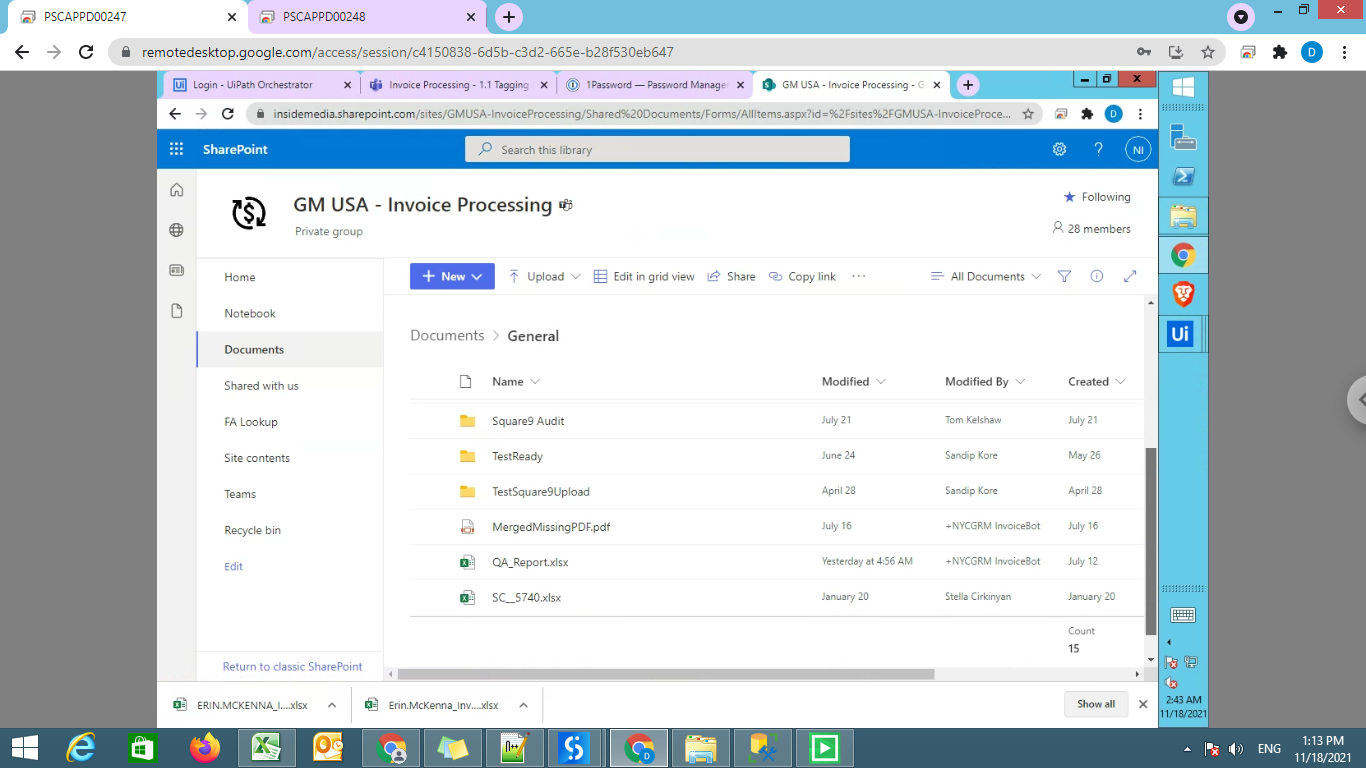 PSCAPPD00247
PSCAPPD00248
remotedesktop.google.com/access/session/c4150838-6d5b-c3d2-665e-b28f530eb647
D
Login - UiPath Orchestrator
Invoice Processing - 1.1 Tagging
1Password — Password Manage
GM USA - Invoice Processing - G
insidemedia.sharepoint.com/sites/GMUSA-InvoiceProcessing/Shared%20Documents/Forms/AllItems.aspx?id=%2Fsites%2FGMUSA-InvoiceProce...
D
SharePoint
Search this library
?
NI
GM USA - Invoice Processing
Private group
Following
28 members
Home
Notebook
Documents
Shared with us
FA Lookup
Site contents
Teams
Recycle bin
Edit
Return to classic SharePoint
New
Upload
Edit in grid view
Share
Copy link
...
All Documents
Documents > General
Name Modified Modified By Created
Square9 Audit July 21 Tom Kelshaw July 21
TestReady June 24 Sandip Kore May 26
TestSquare9Upload April 28 Sandip Kore April 28
MergedMissingPDF.pdf July 16 +NYCGRM InvoiceBot July 16
QA_Report.xlsx Yesterday at 4:56 AM +NYCGRM InvoiceBot July 12
SC__5740.xlsx January 20 Stella Cirkinyan January 20
Count
15
ERIN.MCKENNA_I....xlsx
Erin.McKenna_Inv....xlsx
Show all
Ui
2:43 AM
11/18/2021
ENG
1:13 PM
11/18/2021